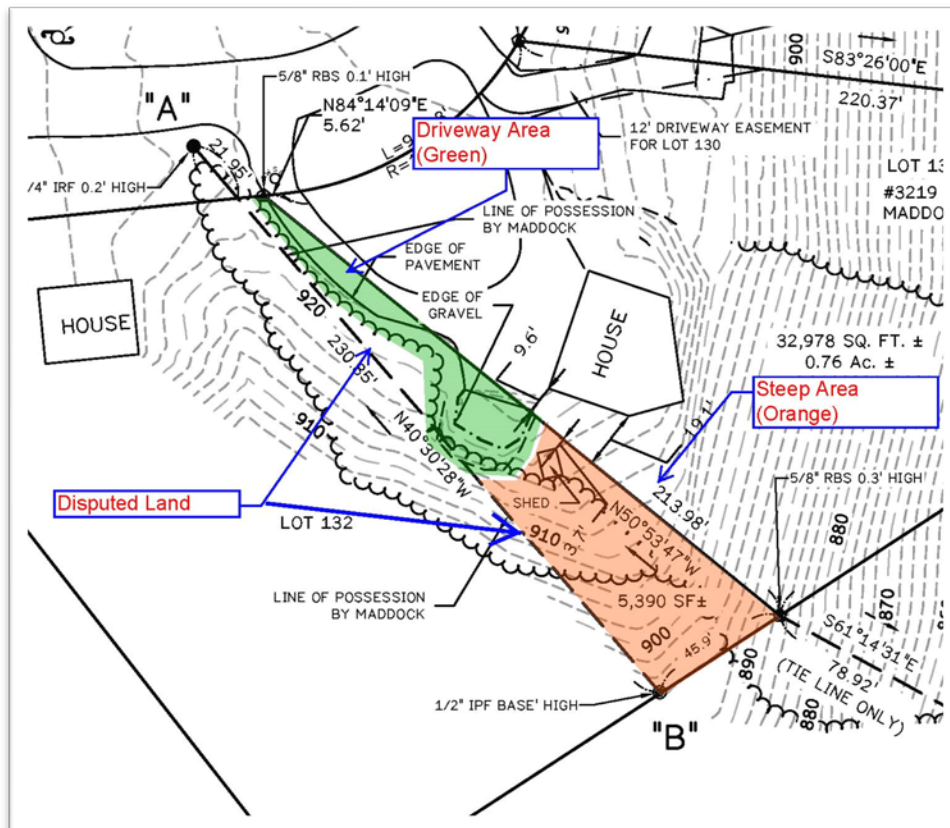 5/8" RBS 0.1' HIGH
"A"
N84°14'09"E
5.62'
Driveway Area
(Green)
12' DRIVEWAY EASEMENT
FOR LOT 130
900
S83°26'00"E
220.37'
21.95'
/4" IRF 0.2' HIGH
LOT 13
#3219
MADDO
LINE OF POSSESSION
BY MADDOCK
EDGE OF
PAVEMENT
EDGE OF
GRAVEL
920
HOUSE
9.6'
HOUSE
32,978 SQ. FT. ±
0.76 Ac. ±
230.85'
Steep Area
(Orange)
19.1'
910
N40°30'28"W
213.98'
5/8" RBS 0.3' HIGH
Disputed Land
LOT 132
SHED
910
3.7'
N50°53'47"W
880
LINE OF POSSESSION
BY MADDOCK
5,390 SF±
870
900
45.9'
S61°14'31"E
78.92'
(TIE LINE ONLY)
890
880
880
1/2" IPF BASE' HIGH
"B"